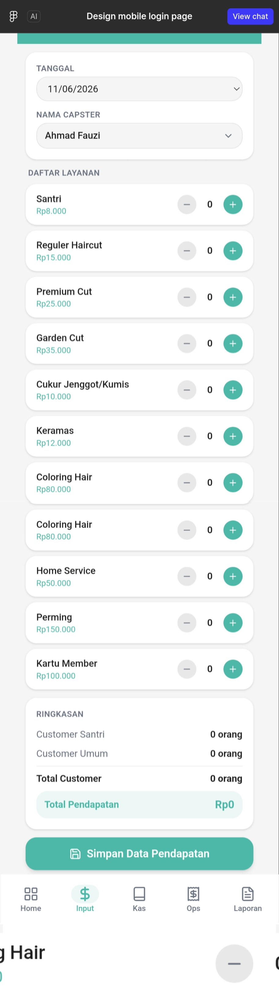 AI
Design mobile login page
View chat
TANGGAL
11/06/2026
NAMA CAPSTER
Ahmad Fauzi
DAFTAR LAYANAN
Santri
Rp8.000
0
Reguler Haircut
Rp15.000
0
Premium Cut
Rp25.000
0
Garden Cut
Rp35.000
0
Cukur Jenggot/Kumis
Rp10.000
0
Keramas
Rp12.000
0
Coloring Hair
Rp80.000
0
Coloring Hair
Rp80.000
0
Home Service
Rp50.000
0
Perming
Rp150.000
0
Kartu Member
Rp100.000
0
RINGKASAN
Customer Santri 0 orang
Customer Umum 0 orang
Total Customer 0 orang
Total Pendapatan Rp0
Simpan Data Pendapatan
Home Input Kas Ops Laporan
g Hair